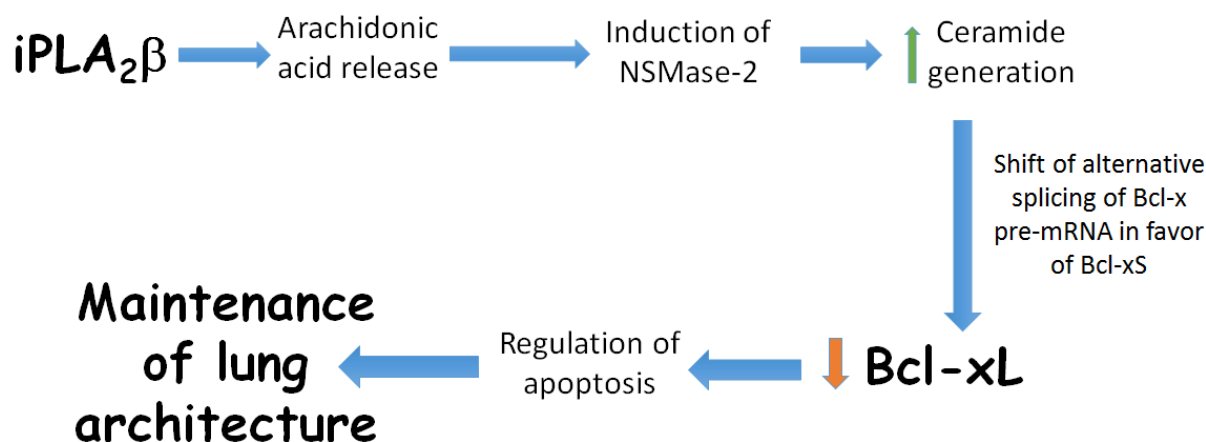 iPLA₂β
Arachidonic
acid release
Induction of
NSMase-2
Ceramide
generation
Shift of alternative
splicing of Bcl-x
pre-mRNA in favor
of Bcl-xS
Bcl-xL
Regulation of
apoptosis
Maintenance
of lung
architecture